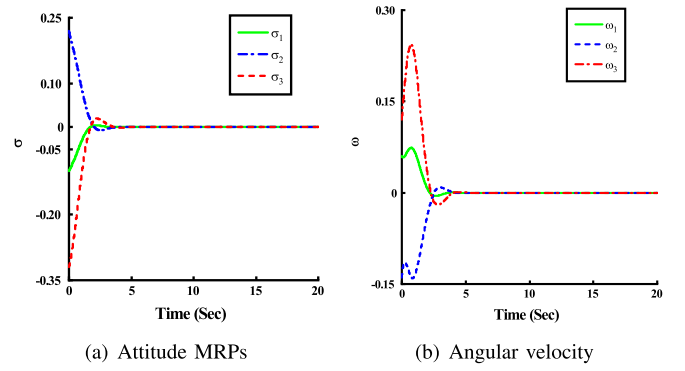 0.25
0.10
0
-0.05
-0.20
-0.35
σ
σ1
σ2
σ3
0 5 10 15 20
Time (Sec)
(a) Attitude MRPs
0.30
0.15
0
-0.15
ω
ω1
ω2
ω3
0 5 10 15 20
Time (Sec)
(b) Angular velocity